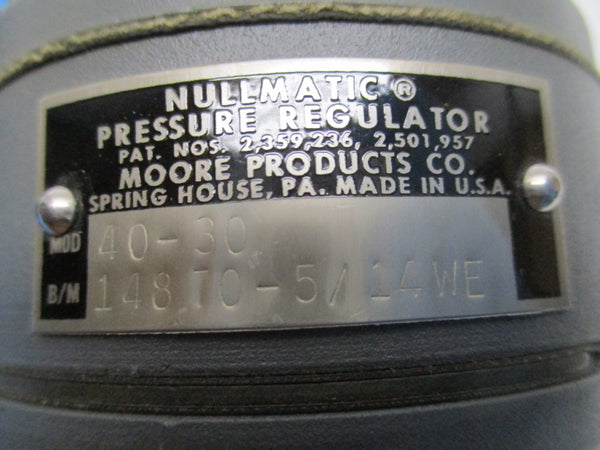 NULLMATIC®
PRESSURE REGULATOR
PAT. NOS. 2,359,236, 2,501,957
MOORE PRODUCTS CO.
SPRING HOUSE, PA. MADE IN U.S.A.
MOD 40-30
B/M 14870-5/14WE